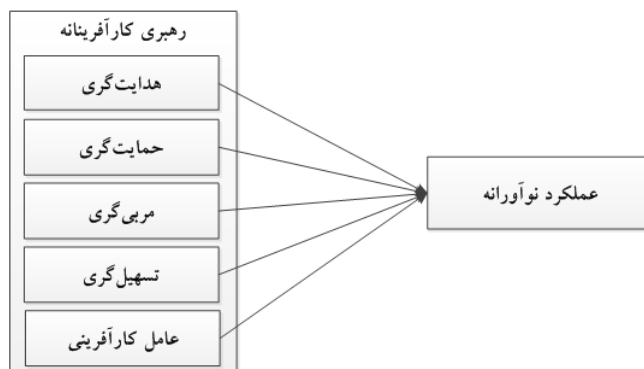 رهبری کارآفرینانه
هدایت‌گری
حمایت‌گری
مربی‌گری
تسهیل‌گری
عامل کارآفرینی
عملکرد نوآورانه